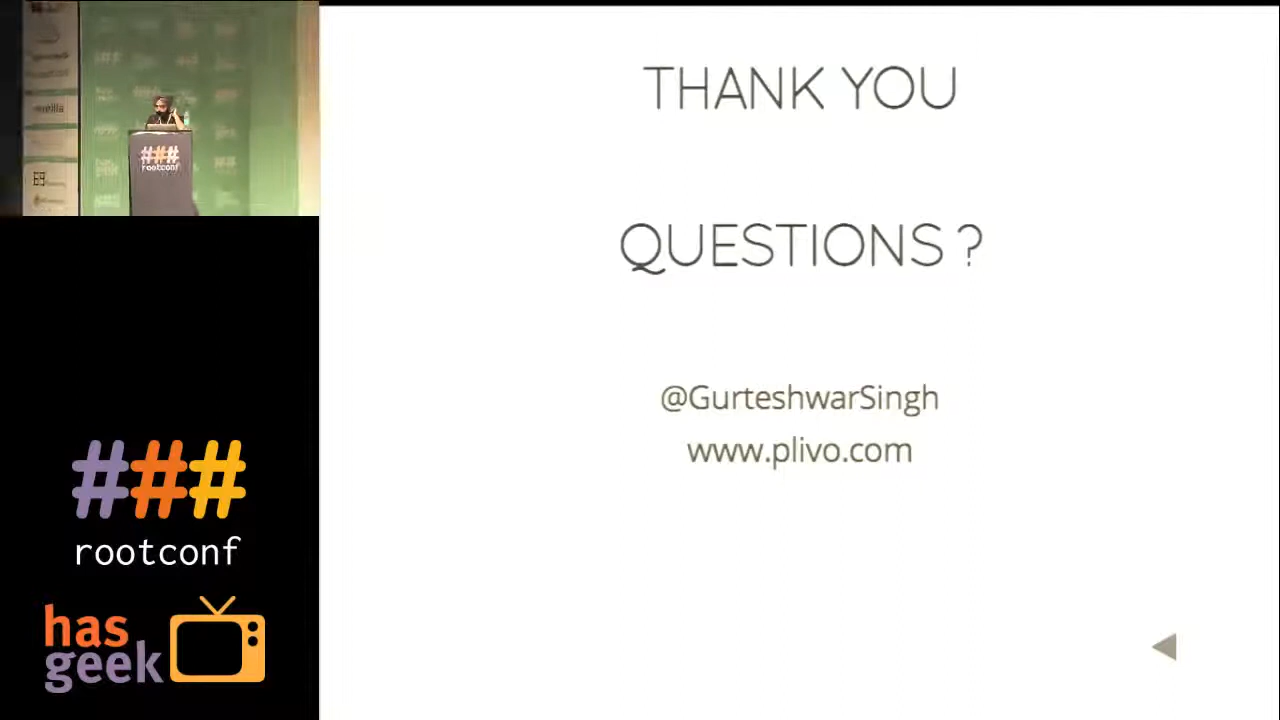 THANK YOU
QUESTIONS ?
@GurteshwarSingh
www.plivo.com
###
rootconf
###
rootconf
has
geek